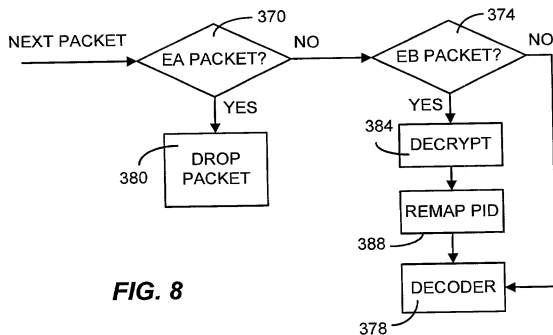 370
374
NEXT PACKET
EA PACKET?
NO
EB PACKET?
NO
YES
YES
380
DROP
PACKET
384
DECRYPT
REMAP PID
388
DECODER
378
FIG. 8